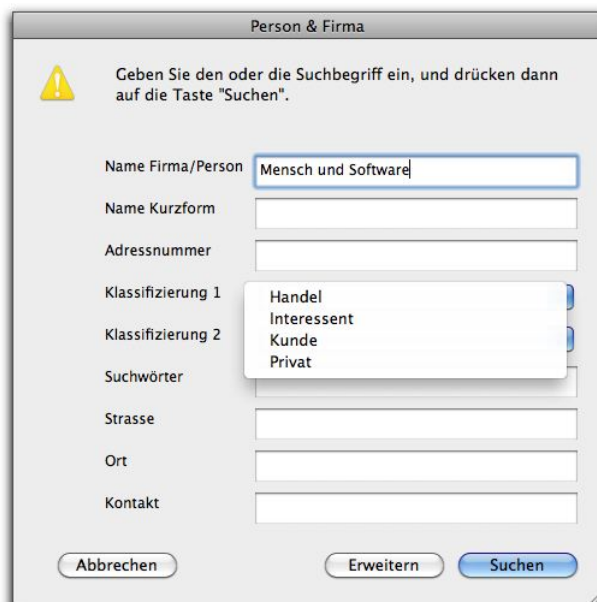 Person & Firma
Geben Sie den oder die Suchbegriff ein, und drücken dann
auf die Taste "Suchen".
Name Firma/Person Mensch und Software
Name Kurzform
Adressnummer
Klassifizierung 1
Handel
Interessent
Klassifizierung 2
Kunde
Privat
Suchwörter
Strasse
Ort
Kontakt
Abbrechen Erweitern Suchen